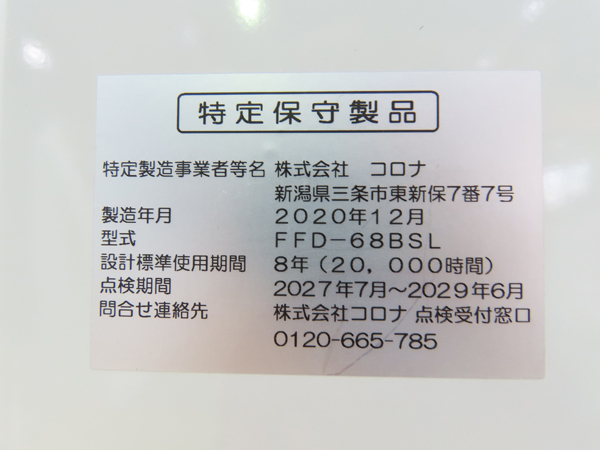 特定保守製品
特定製造事業者等名 株式会社 コロナ
新潟県三条市東新保7番7号
製造年月 2020年12月
型式 FFD-68BSL
設計標準使用期間 8年(20,000時間)
点検期間 2027年7月~2029年6月
問合せ連絡先 株式会社コロナ 点検受付窓口
0120-665-785